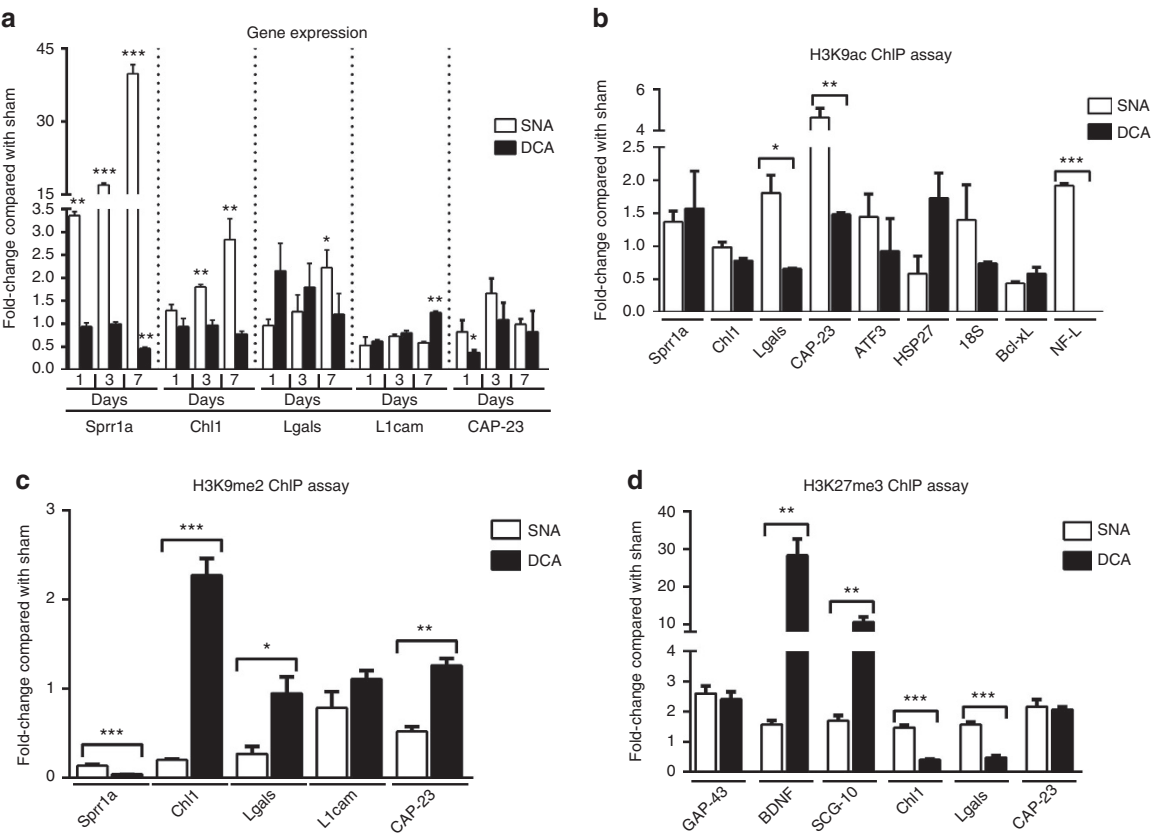 a
Gene expression
Fold-change compared with sham
45
30
15
3.5
3.0
2.5
2.0
1.5
1.0
0.5
0.0
** *** *** ** ** ** * ** *
SNA
DCA
1 3 7 1 3 7 1 3 7 1 3 7 1 3 7
Days Days Days Days Days
Sprr1a Chl1 Lgals L1cam CAP-23
b
H3K9ac ChIP assay
Fold-change compared with sham
6
4
2.5
2.0
1.5
1.0
0.5
0.0
* ** ***
SNA
DCA
Sprr1a Chl1 Lgals CAP-23 ATF3 HSP27 18S Bcl-xL NF-L
c
H3K9me2 ChIP assay
Fold-change compared with sham
3
2
1
0
*** *** * **
SNA
DCA
Sprr1a Chl1 Lgals L1cam CAP-23
d
H3K27me3 ChIP assay
Fold-change compared with sham
40
30
20
10
4
3
2
1
0
** ** *** ***
SNA
DCA
GAP-43 BDNF SCG-10 Chl1 Lgals CAP-23